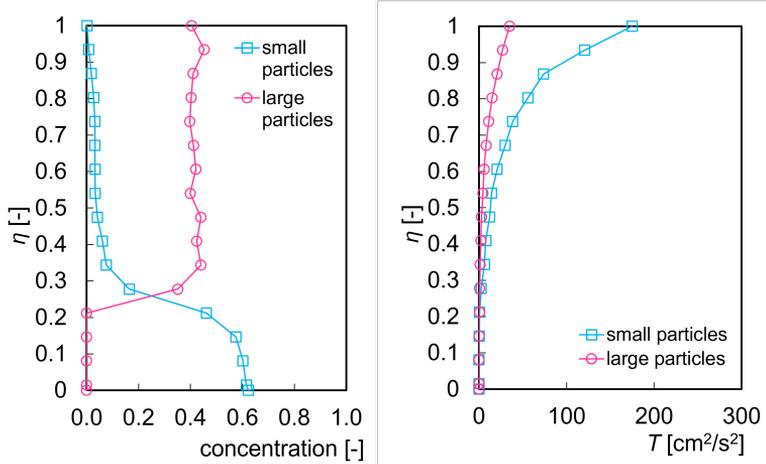 1
0.9
0.8
0.7
0.6
0.5
0.4
0.3
0.2
0.1
0
η [-]
0.0 0.2 0.4 0.6 0.8 1.0
concentration [-]
small
particles
large
particles
1
0.9
0.8
0.7
0.6
0.5
0.4
0.3
0.2
0.1
0
η [-]
small particles
large particles
0 100 200 300
T [cm²/s²]